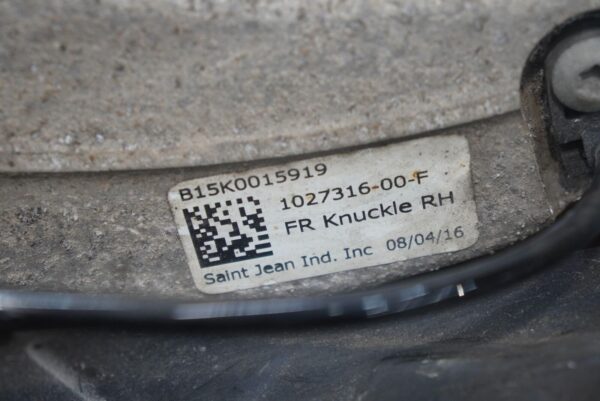 B15K0015919
1027316-00-F
FR Knuckle RH
Saint Jean Ind. Inc 08/04/16